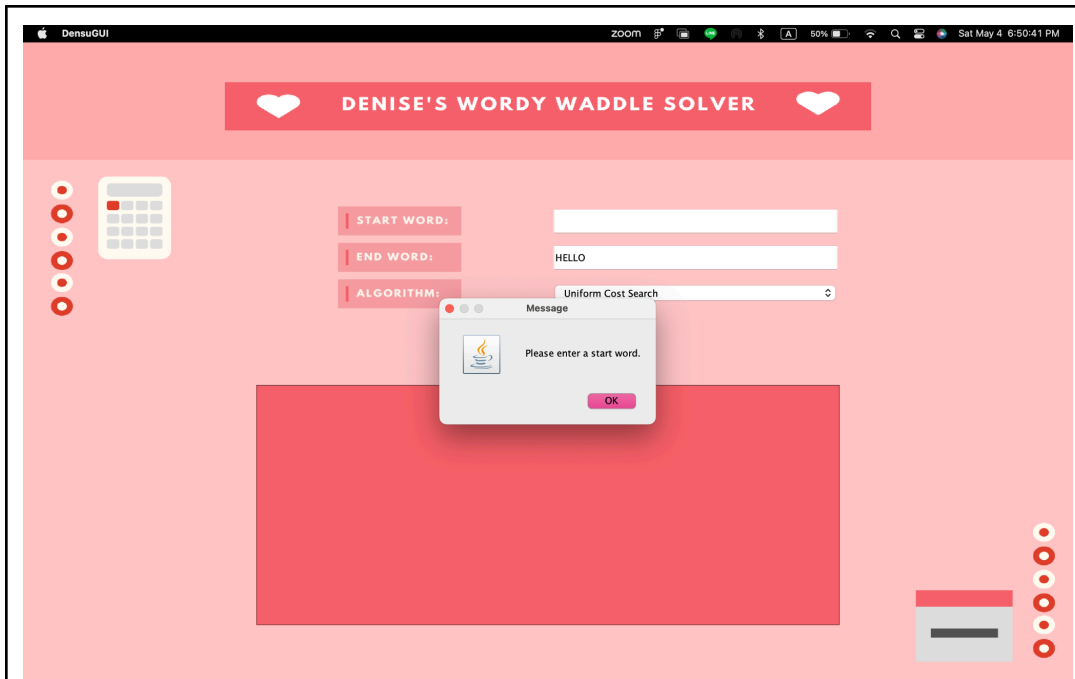 DensuGUI zoom A 50% Sat May 4 6:50:41 PM
DENISE'S WORDY WADDLE SOLVER
START WORD:
END WORD: HELLO
ALGORITHM: Uniform Cost Search
Message
Please enter a start word.
OK